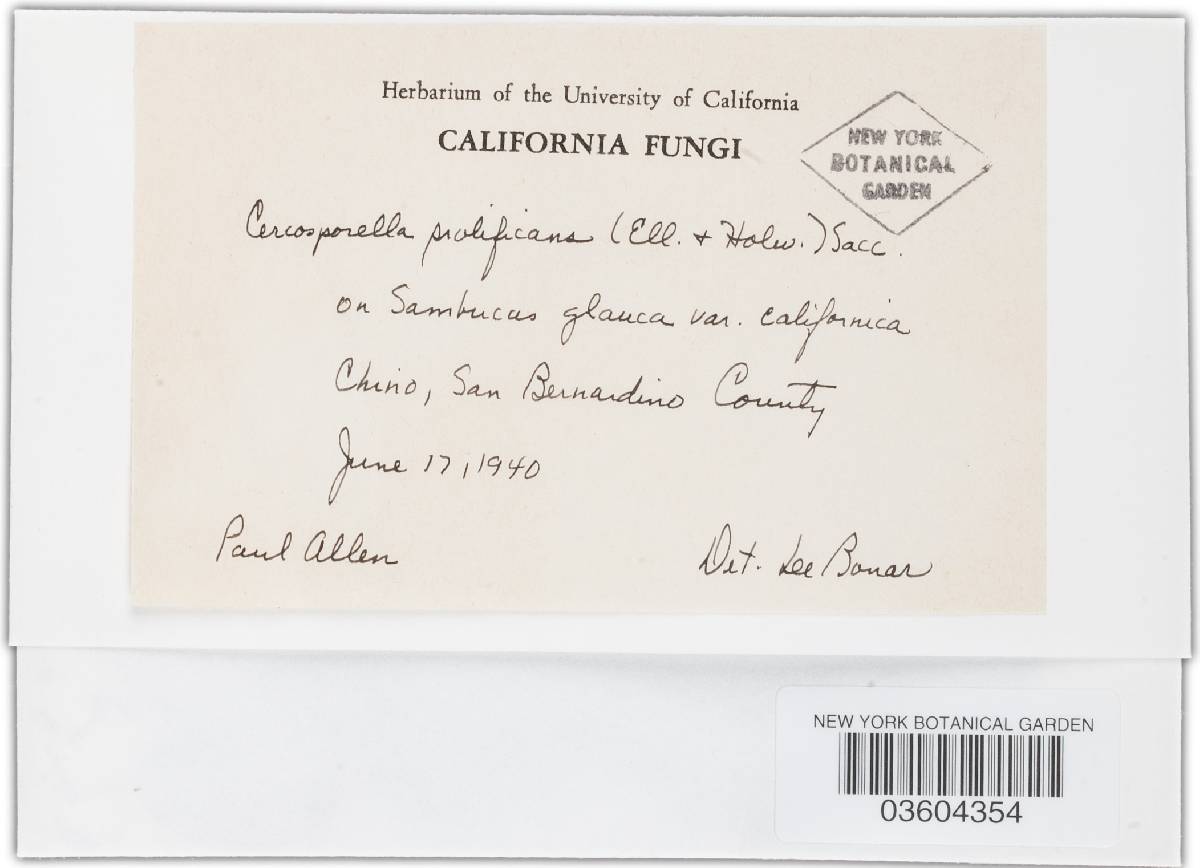 Herbarium of the University of California
CALIFORNIA FUNGI
NEW YORK
BOTANICAL
GARDEN
Cercosporella prolificans (Ell. + Holw.) Sacc.
on Sambucus glauca var. californica
Chino, San Bernardino County
June 17, 1940
Paul Allen
Det. Lee Bonar
NEW YORK BOTANICAL GARDEN
03604354